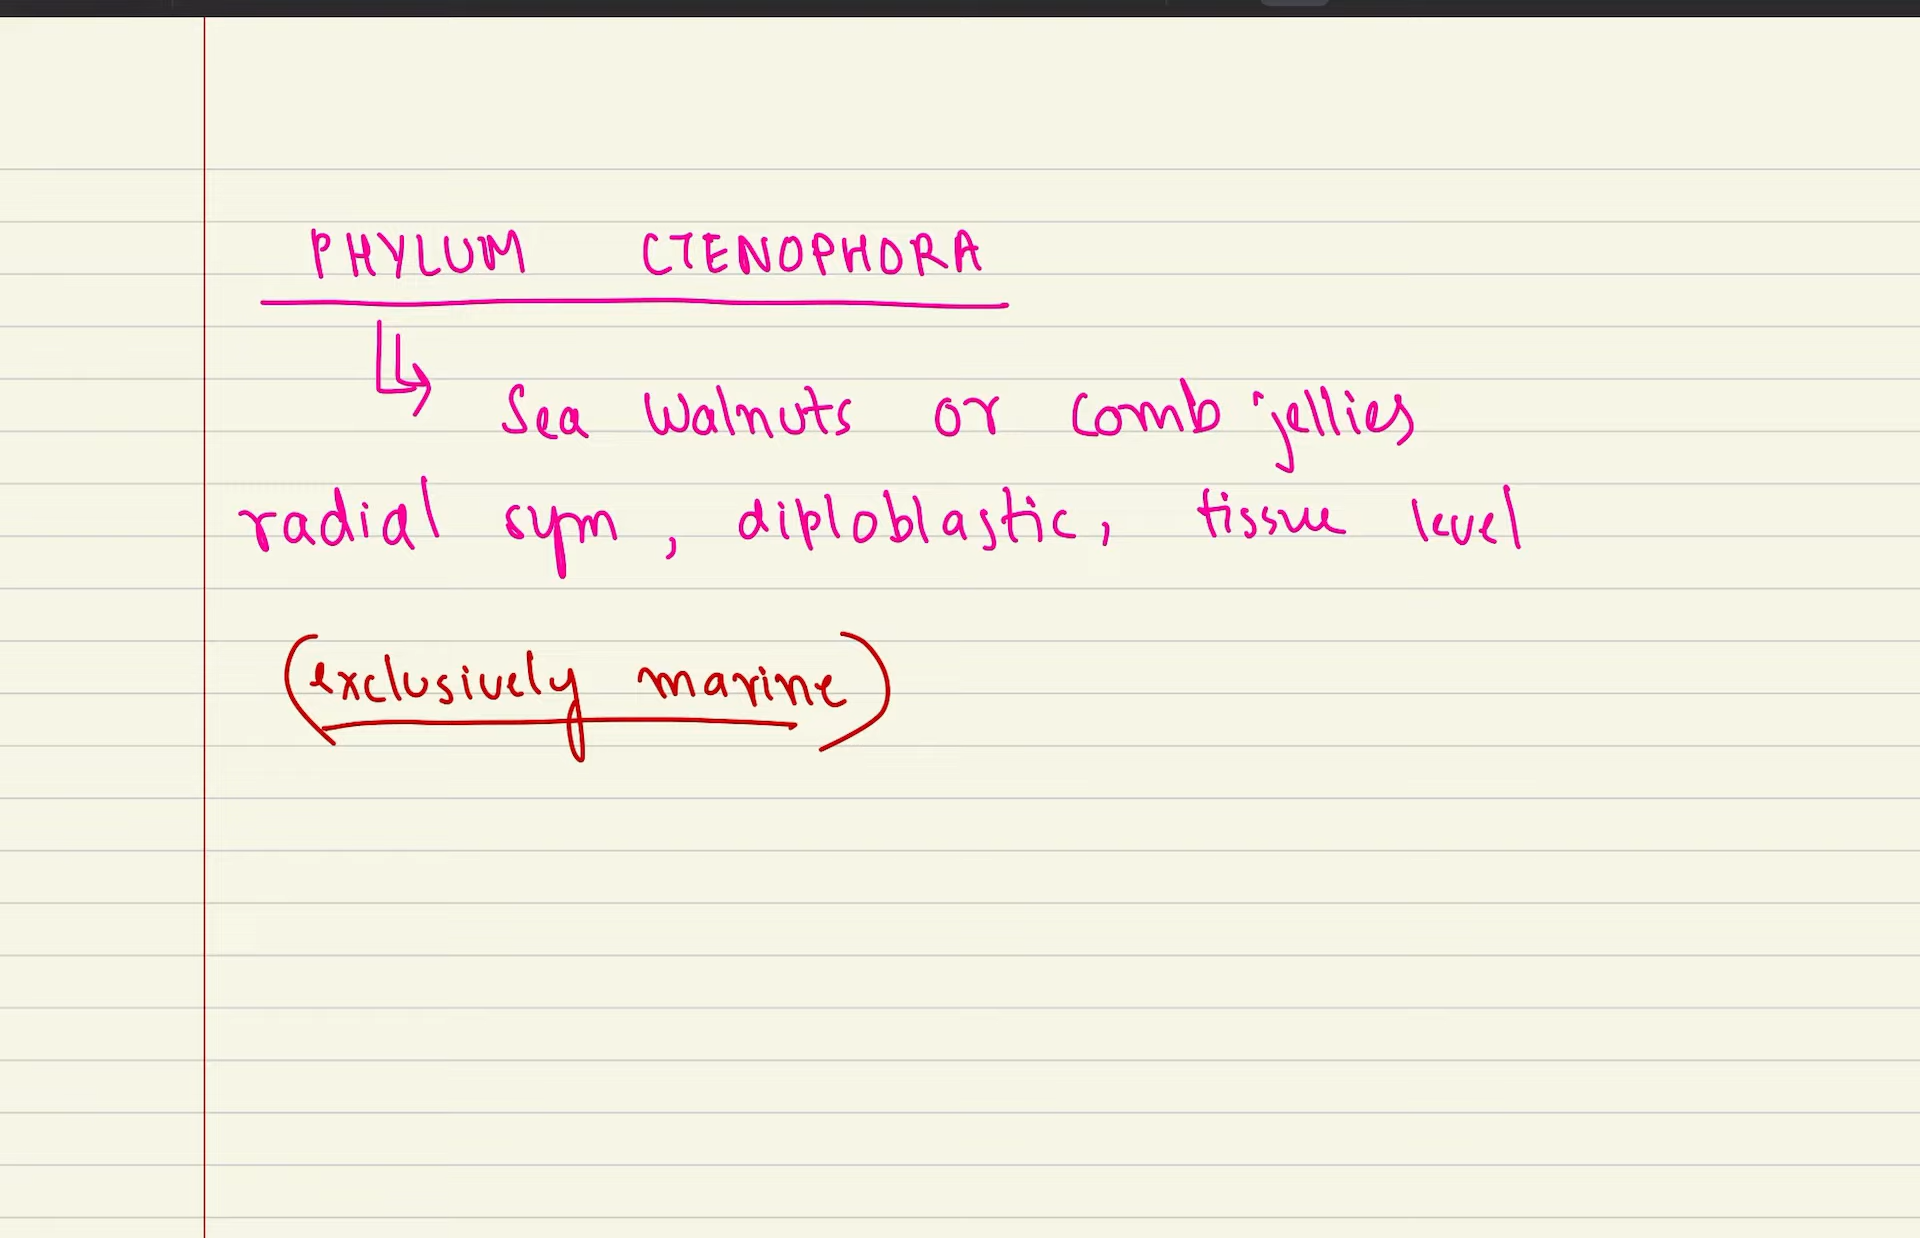 PHYLUM CTENOPHORA
Sea walnuts or comb jellies
radial sym, diploblastic, tissue level
(exclusively marine)